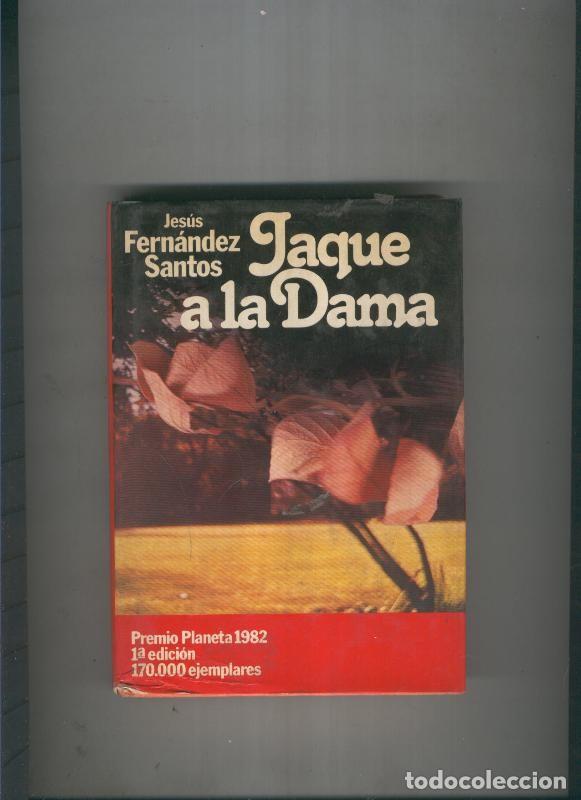 Jesús
Fernández
Santos
Jaque
a la Dama
Premio Planeta 1982
1ª edición
170.000 ejemplares
todocoleccion